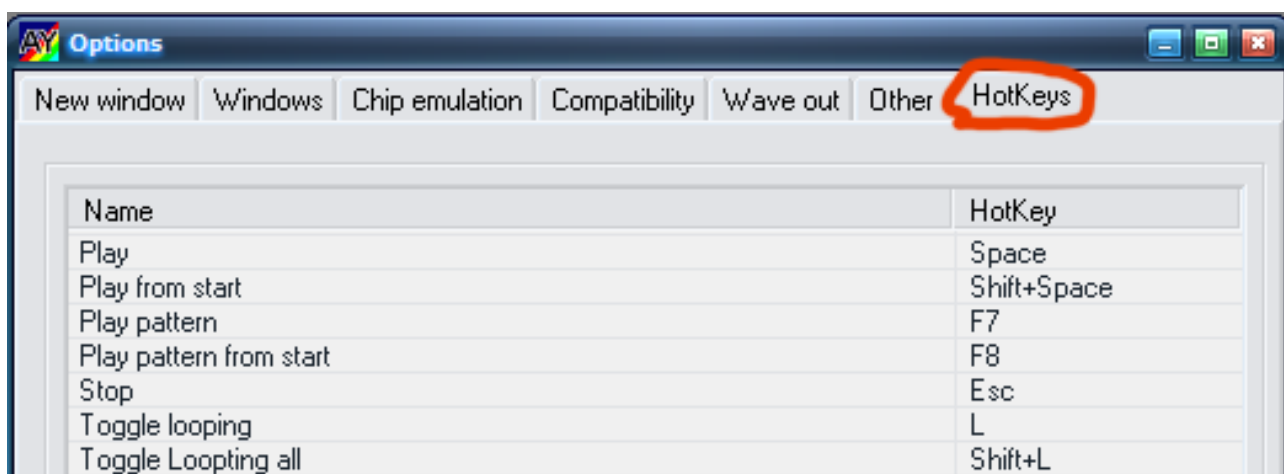 AY Options
New window Windows Chip emulation Compatibility Wave out Other HotKeys
Name HotKey
Play Space
Play from start Shift+Space
Play pattern F7
Play pattern from start F8
Stop Esc
Toggle looping L
Toggle Loopting all Shift+L